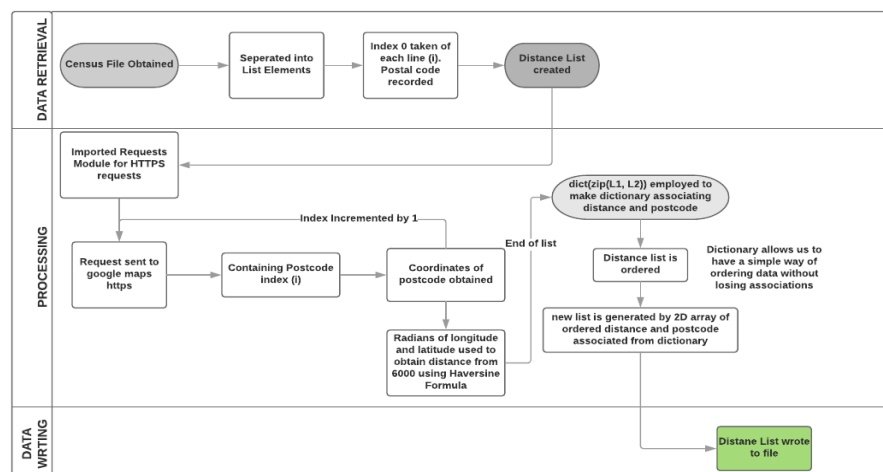 DATA RETRIEVAL
Census File Obtained
Seperated into
List Elements
Index 0 taken of
each line (i).
Postal code
recorded
Distance List
created
PROCESSING
Imported Requests
Module for HTTPS
requests
Index Incremented by 1
Request sent to
google maps
https
Containing Postcode
index (i)
Coordinates of
postcode obtained
Radians of longitude
and latitude used to
obtain distance from
6000 using Haversine
Formula
End of list
dict(zip(L1, L2)) employed to
make dictionary associating
distance and postcode
Distance list is
ordered
Dictionary allows us to
have a simple way of
ordering data without
losing associations
new list is generated by 2D array of
ordered distance and postcode
associated from dictionary
DATA
WRTING
Distane List wrote
to file